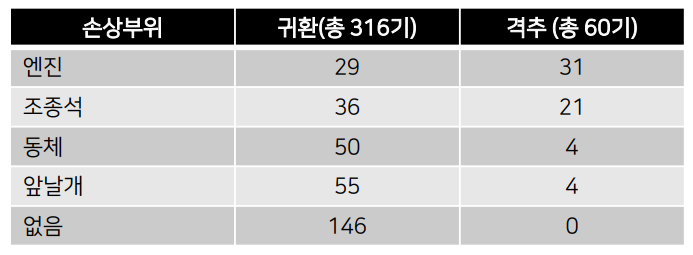 손상부위 귀환(총 316기) 격추 (총 60기)
엔진 29 31
조종석 36 21
동체 50 4
앞날개 55 4
없음 146 0